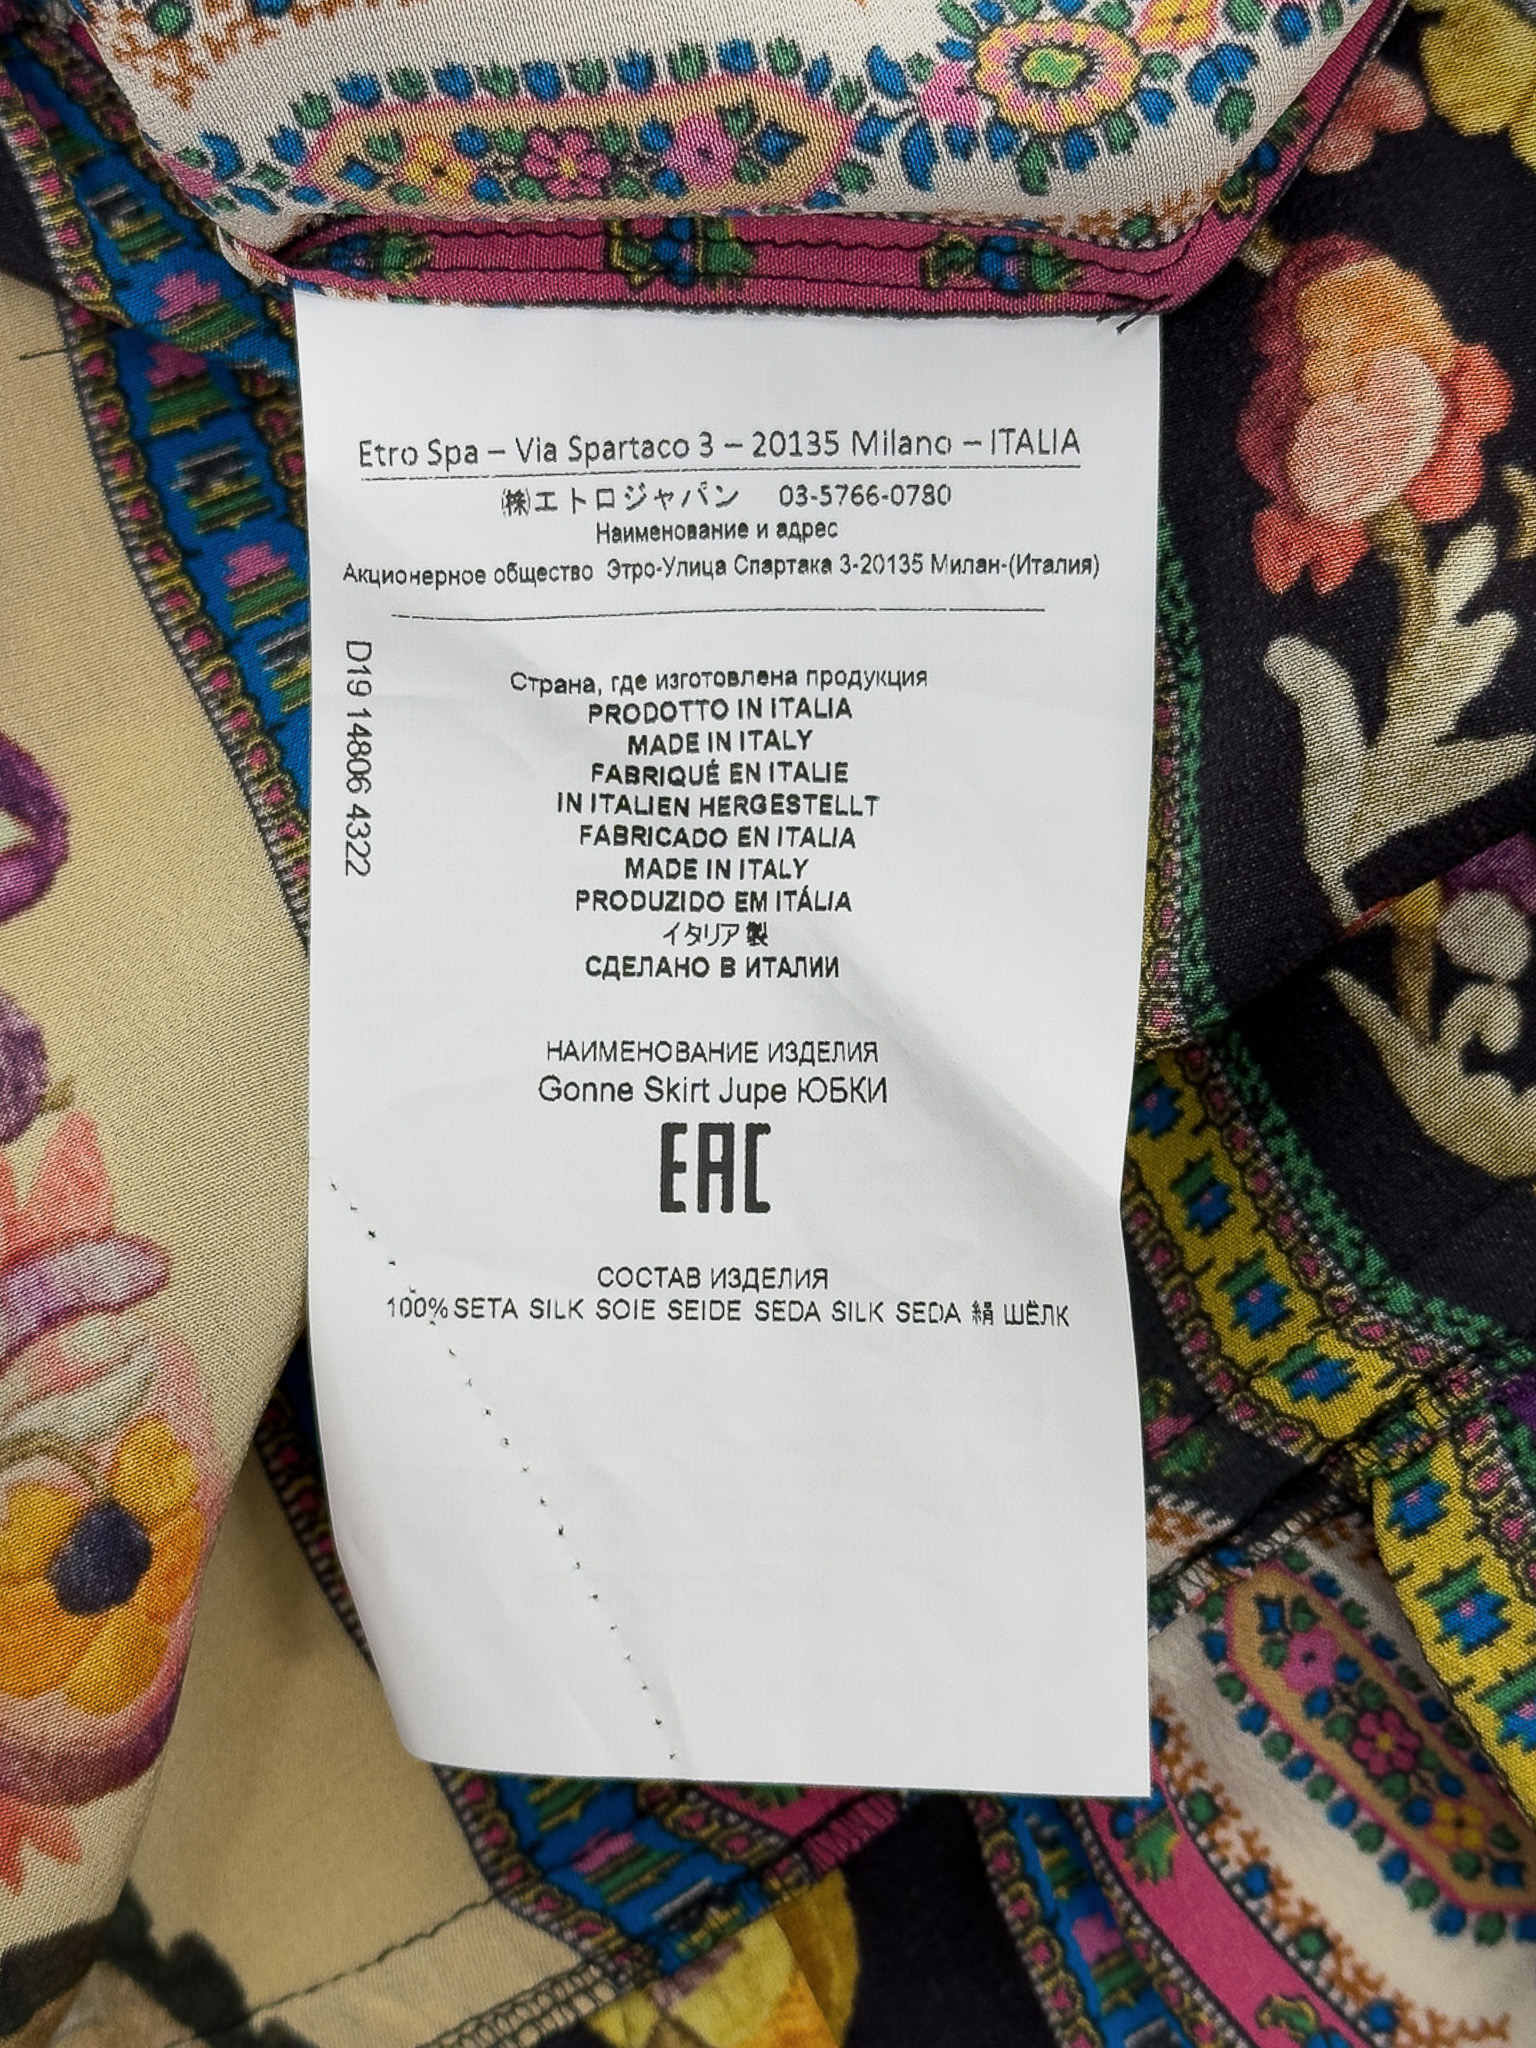 Etro Spa – Via Spartaco 3 – 20135 Milano – ITALIA
㈱エトロジャパン 03-5766-0780
Наименование и адрес
Акционерное общество Этро-Улица Спартака 3-20135 Милан-(Италия)
D19 14806 4322
Страна, где изготовлена продукция
PRODOTTO IN ITALIA
MADE IN ITALY
FABRIQUÉ EN ITALIE
IN ITALIEN HERGESTELLT
FABRICADO EN ITALIA
MADE IN ITALY
PRODUZIDO EM ITÁLIA
イタリア製
СДЕЛАНО В ИТАЛИИ
НАИМЕНОВАНИЕ ИЗДЕЛИЯ
Gonne Skirt Jupe ЮБКИ
EAC
СОСТАВ ИЗДЕЛИЯ
100% SETA SILK SOIE SEIDE SEDA SILK SEDA 絹 ШЁЛК